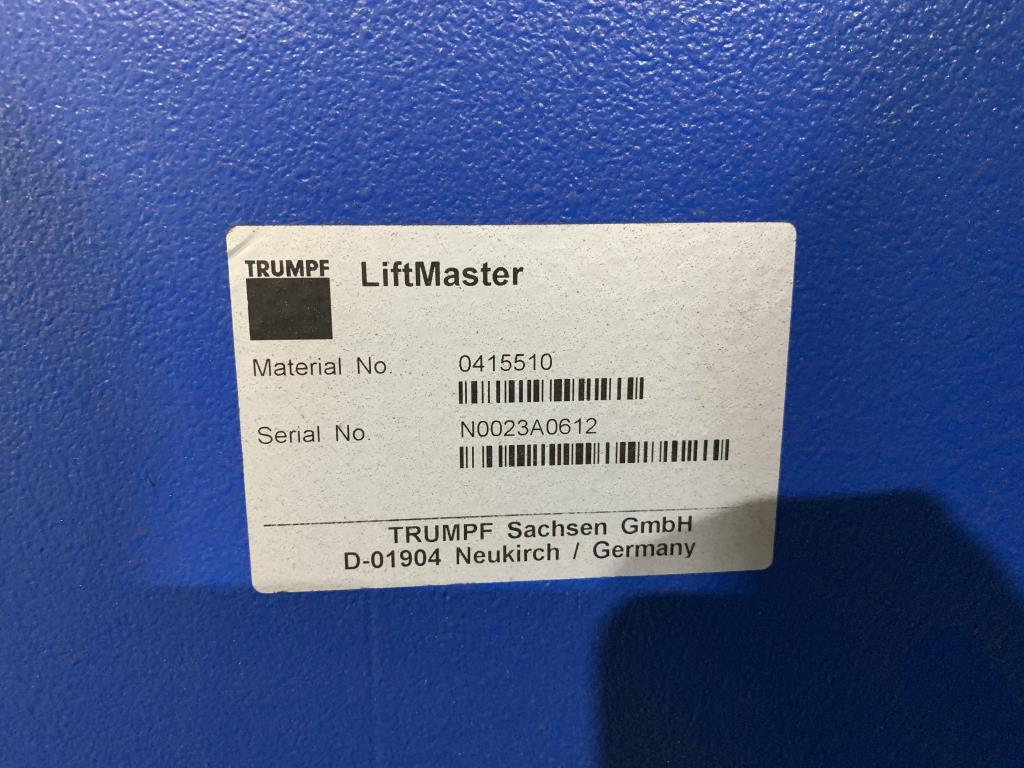 TRUMPF LiftMaster
Material No. 0415510
Serial No. N0023A0612
TRUMPF Sachsen GmbH
D-01904 Neukirch / Germany